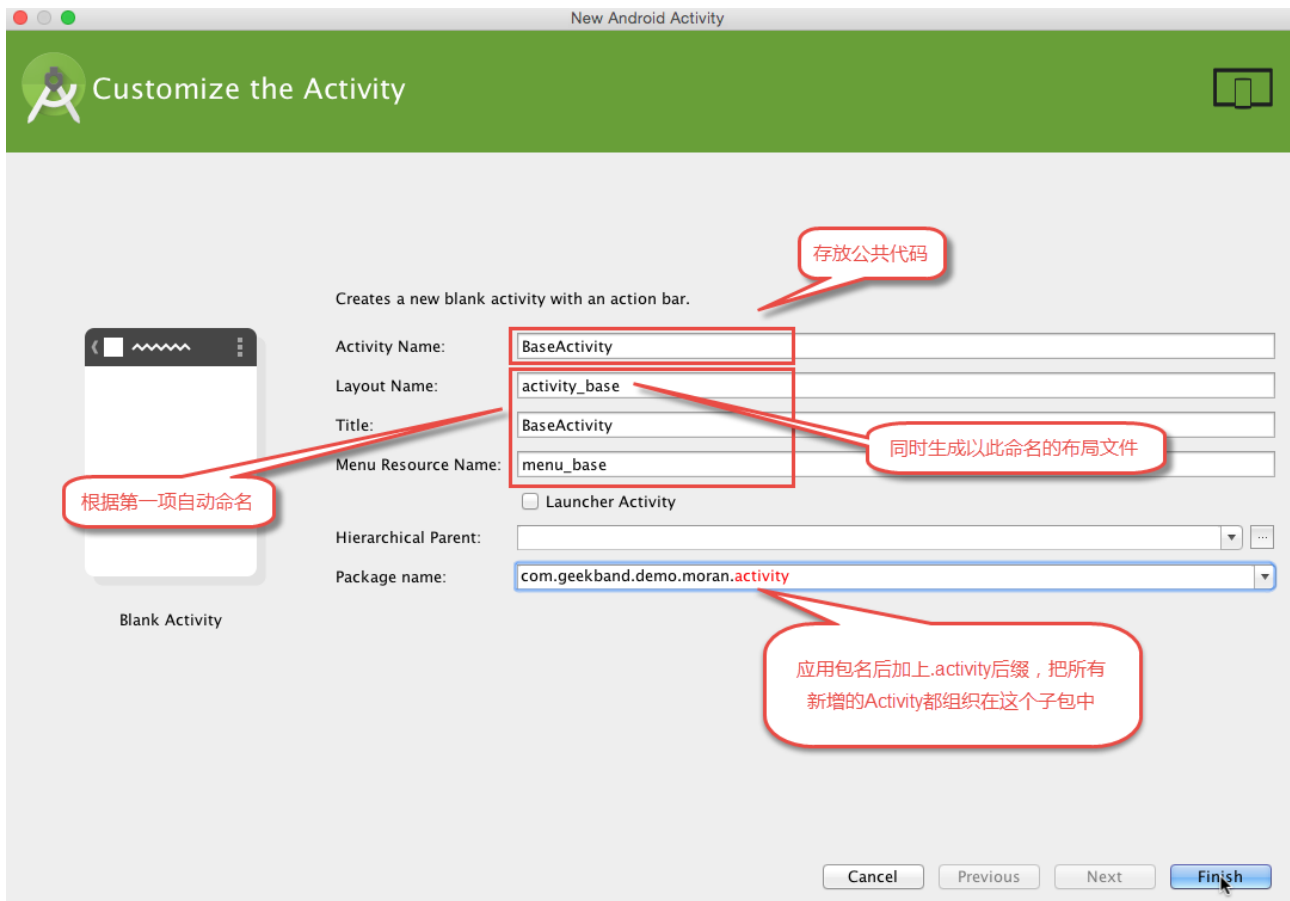 New Android Activity
Customize the Activity
存放公共代码
Creates a new blank activity with an action bar.
Activity Name: BaseActivity
Layout Name: activity_base
Title: BaseActivity
同时生成以此命名的布局文件
Menu Resource Name: menu_base
根据第一项自动命名
Launcher Activity
Hierarchical Parent:
Package name: com.geekband.demo.moran.activity
Blank Activity
应用包名后加上.activity后缀，把所有
新增的Activity都组织在这个子包中
Cancel Previous Next Finish